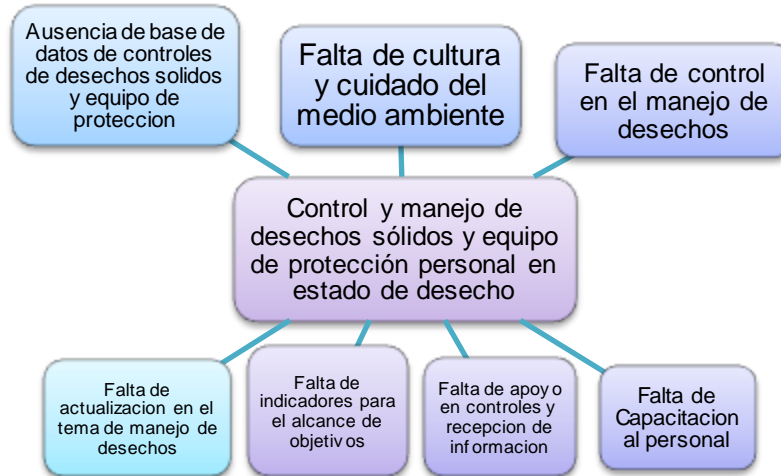 Ausencia de base de
datos de controles
de desechos solidos
y equipo de
proteccion
Falta de cultura
y cuidado del
medio ambiente
Falta de control
en el manejo de
desechos
Control y manejo de
desechos sólidos y equipo
de protección personal en
estado de desecho
Falta de
actualizacion en el
tema de manejo de
desechos
Falta de
indicadores para
el alcance de
objetivos
Falta de apoyo
en controles y
recepcion de
informacion
Falta de
Capacitacion
al personal